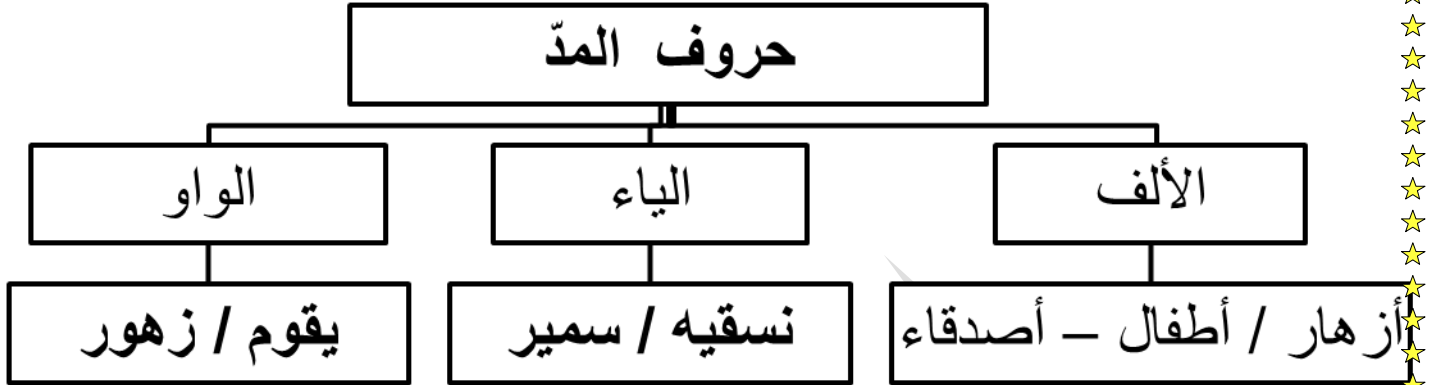 حروف المدّ
الألف
الياء
الواو
أزهار / أطفال – أصدقاء
نسقيه / سمير
يقوم / زهور